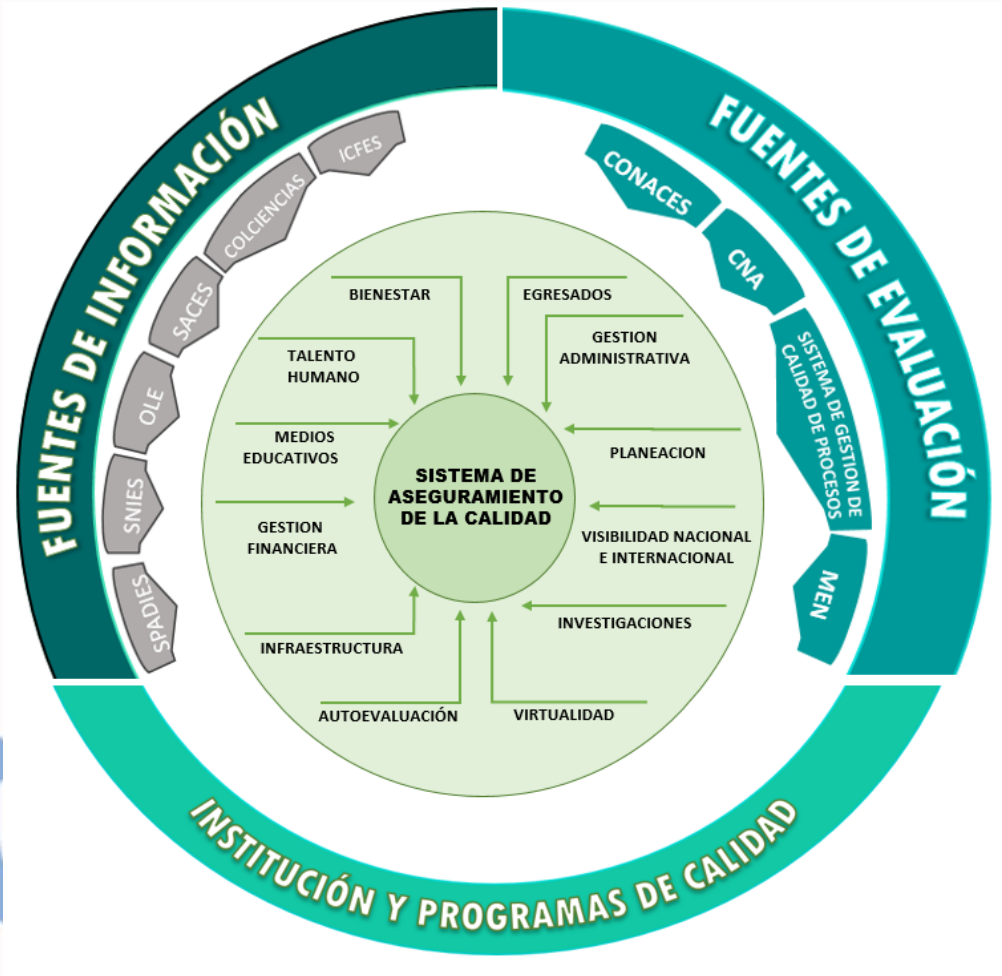 FUENTES DE INFORMACIÓN
ICFES
COLCIENCIAS
SACES
OLE
SNIES
SPADIES
FUENTES DE EVALUACIÓN
CONACES
CNA
SISTEMA DE GESTION DE
CALIDAD DE PROCESOS
MEN
BIENESTAR
TALENTO
HUMANO
MEDIOS
EDUCATIVOS
GESTION
FINANCIERA
INFRAESTRUCTURA
AUTOEVALUACIÓN
EGRESADOS
GESTION
ADMINISTRATIVA
PLANEACION
VISIBILIDAD NACIONAL
E INTERNACIONAL
INVESTIGACIONES
VIRTUALIDAD
SISTEMA DE
ASEGURAMIENTO
DE LA CALIDAD
INSTITUCIÓN Y PROGRAMAS DE CALIDAD